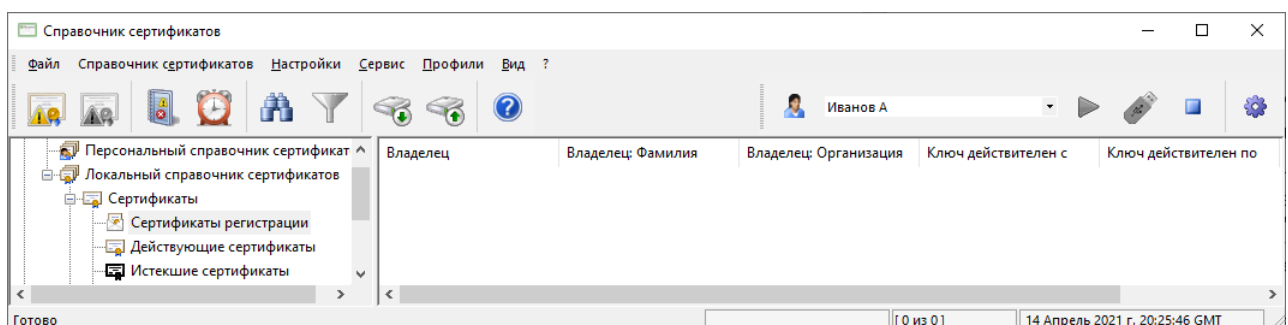 Справочник сертификатов
Файл Справочник сертификатов Настройки Сервис Профили Вид ?
Иванов А
Персональный справочник сертификат
Локальный справочник сертификатов
Сертификаты
Сертификаты регистрации
Действующие сертификаты
Истекшие сертификаты
Владелец Владелец: Фамилия Владелец: Организация Ключ действителен с Ключ действителен по
Готово [ 0 из 0] 14 Апрель 2021 г. 20:25:46 GMT